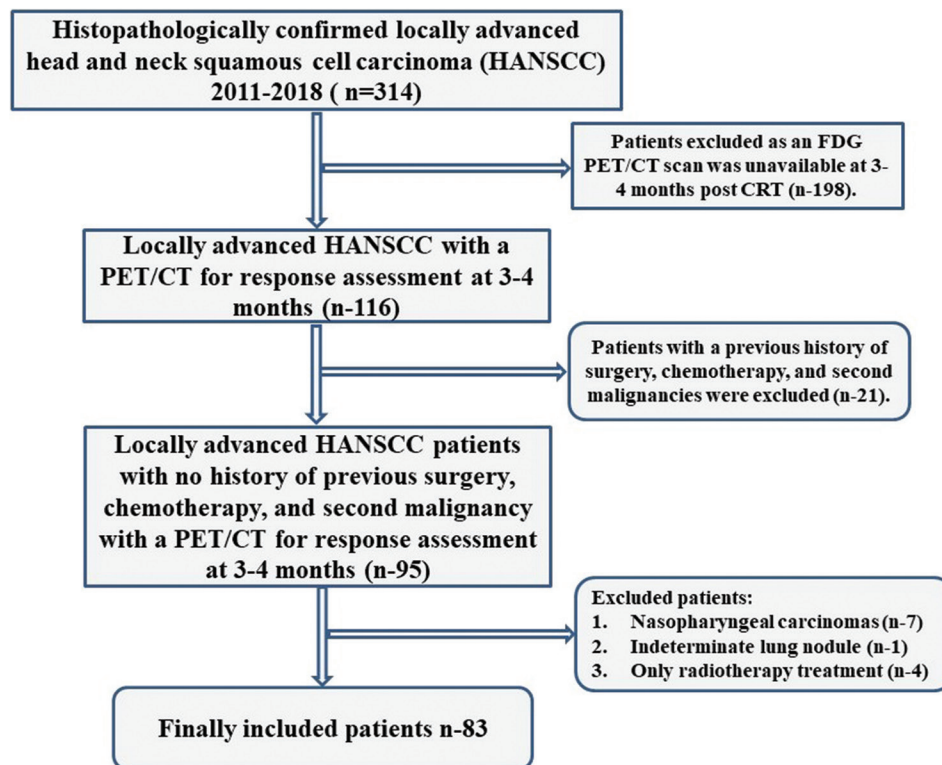 Histopathologically confirmed locally advanced
head and neck squamous cell carcinoma (HANSCC)
2011-2018 ( n=314)
Patients excluded as an FDG
PET/CT scan was unavailable at 3-
4 months post CRT (n-198).
Locally advanced HANSCC with a
PET/CT for response assessment at 3-4
months (n-116)
Patients with a previous history of
surgery, chemotherapy, and second
malignancies were excluded (n-21).
Locally advanced HANSCC patients
with no history of previous surgery,
chemotherapy, and second malignancy
with a PET/CT for response assessment
at 3-4 months (n-95)
Excluded patients:
1. Nasopharyngeal carcinomas (n-7)
2. Indeterminate lung nodule (n-1)
3. Only radiotherapy treatment (n-4)
Finally included patients n-83